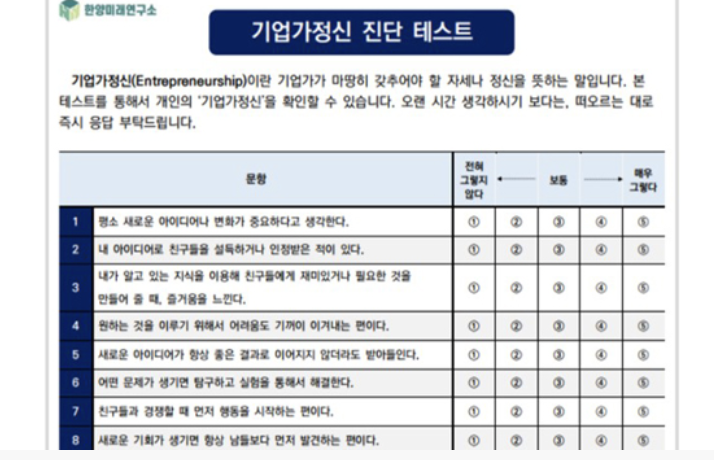 한양미래연구소
기업가정신 진단 테스트
기업가정신(Entrepreneurship)이란 기업가가 마땅히 갖추어야 할 자세나 정신을 뜻하는 말입니다. 본
테스트를 통해서 개인의 '기업가정신'을 확인할 수 있습니다. 오랜 시간 생각하시기 보다는, 떠오르는 대로
즉시 응답 부탁드립니다.
문항 전혀 그렇지 않다 ← 보통 → 매우 그렇다
1 평소 새로운 아이디어나 변화가 중요하다고 생각한다. ① ② ③ ④ ⑤
2 내 아이디어로 친구들을 설득하거나 인정받은 적이 있다. ① ② ③ ④ ⑤
3 내가 알고 있는 지식을 이용해 친구들에게 재미있거나 필요한 것을
만들어 줄 때, 즐거움을 느낀다. ① ② ③ ④ ⑤
4 원하는 것을 이루기 위해서 어려움도 기꺼이 이겨내는 편이다. ① ② ③ ④ ⑤
5 새로운 아이디어가 항상 좋은 결과로 이어지지 않더라도 받아들인다. ① ② ③ ④ ⑤
6 어떤 문제가 생기면 탐구하고 실험을 통해서 해결한다. ① ② ③ ④ ⑤
7 친구들과 경쟁할 때 먼저 행동을 시작하는 편이다. ① ② ③ ④ ⑤
8 새로운 기회가 생기면 항상 남들보다 먼저 발견하는 편이다. ① ② ③ ④ ⑤